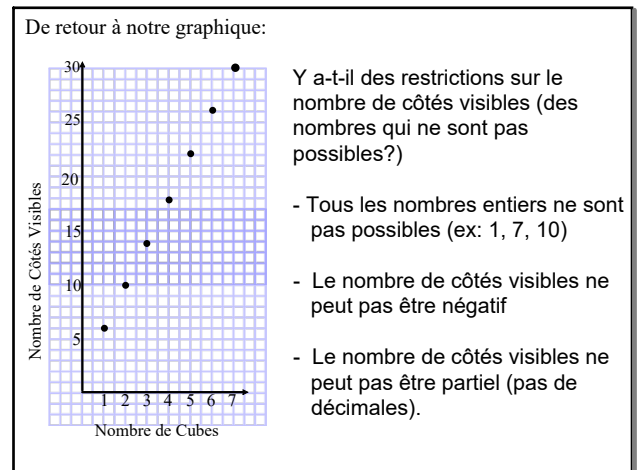 De retour à notre graphique:
30
25
20
15
10
5
Nombre de Côtés Visibles
1 2 3 4 5 6 7
Nombre de Cubes
Y a-t-il des restrictions sur le
nombre de côtés visibles (des
nombres qui ne sont pas
possibles?)
- Tous les nombres entiers ne sont
pas possibles (ex: 1, 7, 10)
- Le nombre de côtés visibles ne
peut pas être négatif
- Le nombre de côtés visibles ne
peut pas être partiel (pas de
décimales).